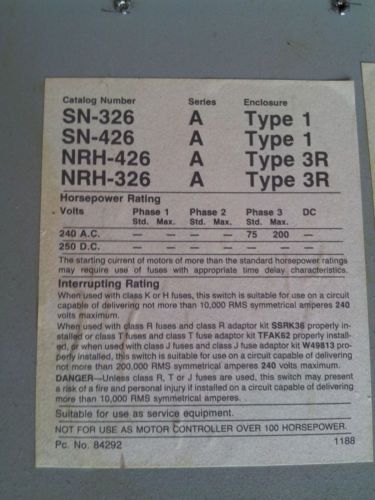 Catalog Number Series Enclosure
SN-326 A Type 1
SN-426 A Type 1
NRH-426 A Type 3R
NRH-326 A Type 3R
Horsepower Rating
Volts Phase 1 Phase 2 Phase 3 DC
Std. Max. Std. Max. Std. Max.
240 A.C. — — — — 75 200 —
250 D.C. — — — — — — —
The starting current of motors of more than the standard horsepower ratings
may require use of fuses with appropriate time delay characteristics.
Interrupting Rating
When used with class K or H fuses, this switch is suitable for use on a circuit
capable of delivering not more than 10,000 RMS symmetrical amperes 240
volts maximum.
When used with class R fuses and class R adaptor kit SSRK36 properly in-
stalled or class T fuses and class T fuse adaptor kit TFAK62 properly install-
ed, or when used with class J fuses and class J fuse adaptor kit W49813 pro-
perly installed, this switch is suitable for use on a circuit capable of delivering
not more than 200,000 RMS symmetrical amperes 240 volts maximum.
DANGER—Unless class R, T or J fuses are used, this switch may present
a risk of a fire and personal injury if installed on a circuit capable of delivering
more than 10,000 RMS symmetrical amperes.
Suitable for use as service equipment.
NOT FOR USE AS MOTOR CONTROLLER OVER 100 HORSEPOWER.
Pc. No. 84292 1188